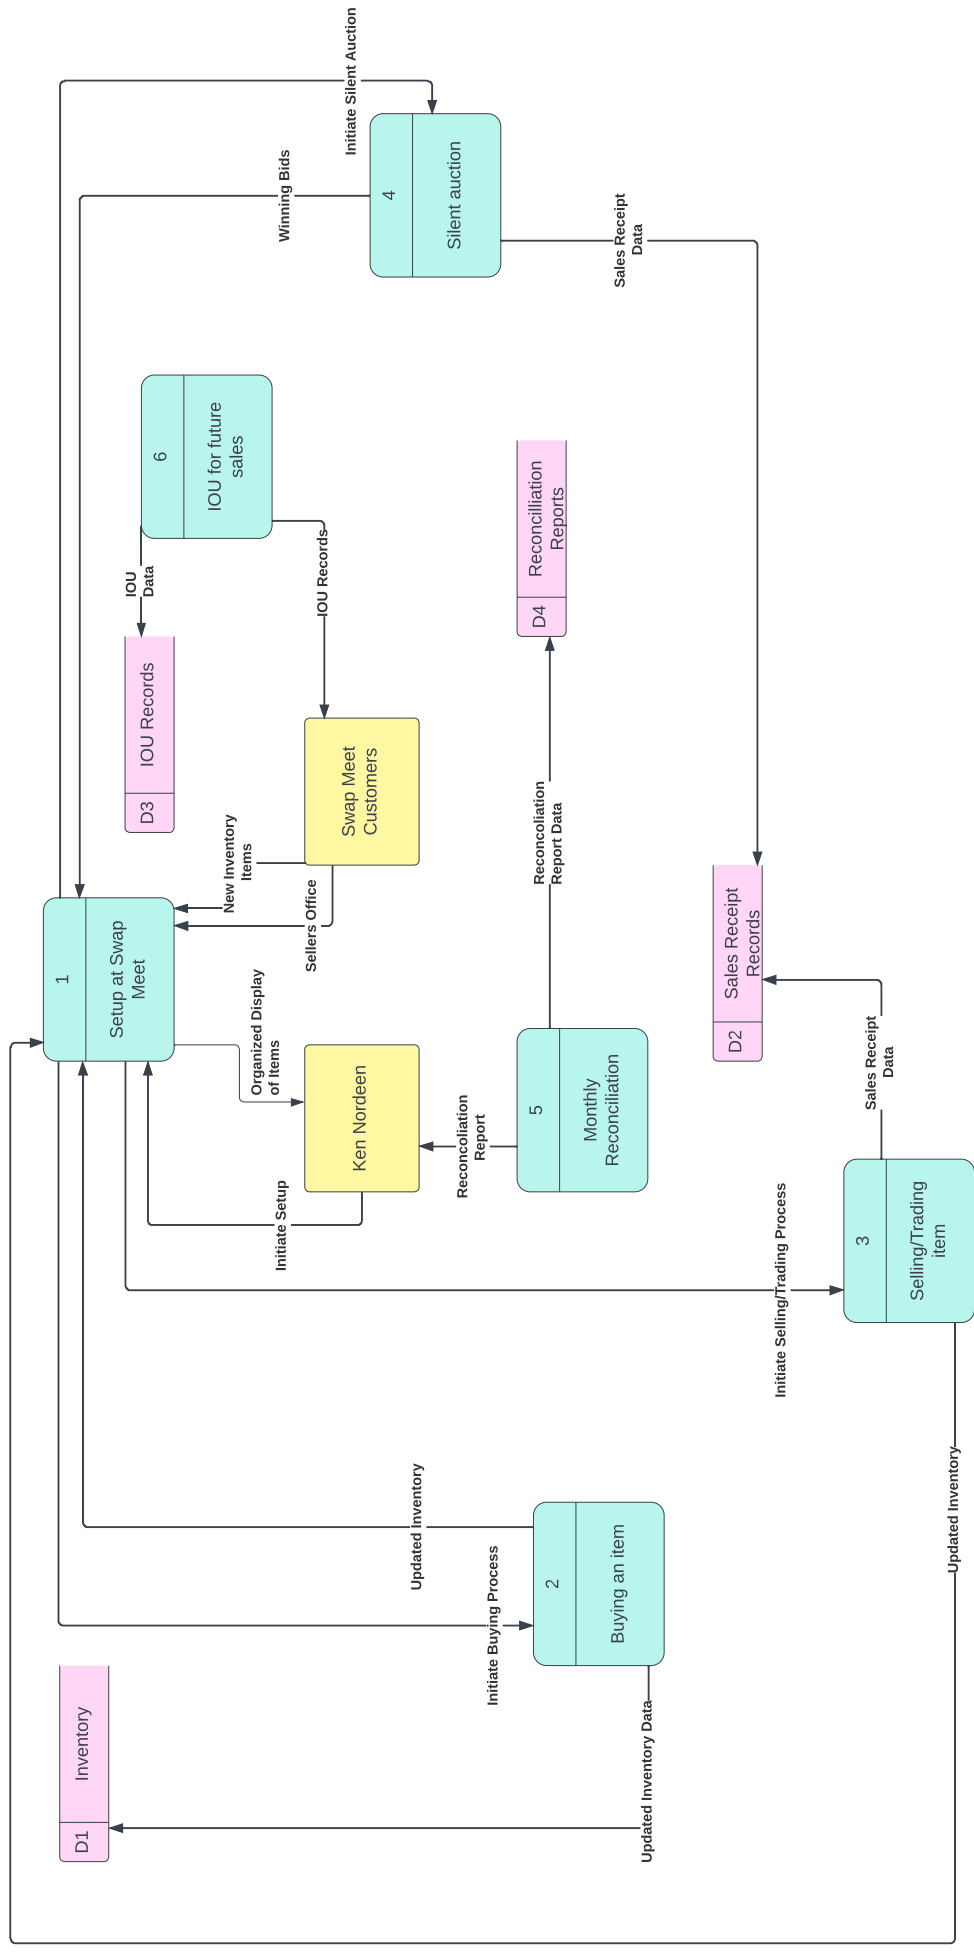 D1
Inventory
Updated Inventory Data
2
Buying an item
Initiate Buying Process
Updated Inventory
Updated Inventory
Initiate Selling/Trading Process
3
Selling/Trading
item
Sales Receipt
Data
Initiate Setup
Ken Nordeen
Organized Display
of Items
Reconcoliation
Report
5
Monthly
Reconciliation
Reconcoliation
Report Data
1
Setup at Swap
Meet
D2
Sales Receipt
Records
Sellers Office
New Inventory
Items
Swap Meet
Customers
D3
IOU Records
IOU
Data
IOU Records
6
IOU for future
sales
D4
Reconcilliation
Reports
Winning Bids
Initiate Silent Auction
4
Silent auction
Sales Receipt
Data